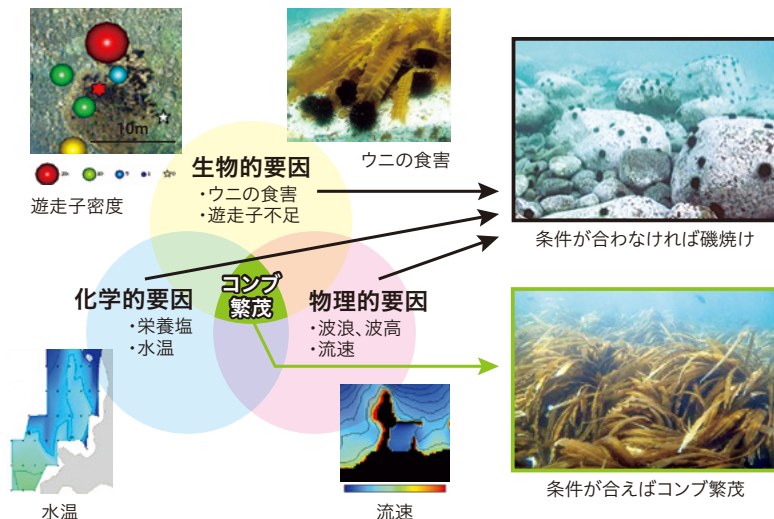 10m
遊走子密度
ウニの食害
生物的要因
・ウニの食害
・遊走子不足
条件が合わなければ磯焼け
コンブ
繁茂
化学的要因
・栄養塩
・水温
物理的要因
・波浪、波高
・流速
水温
流速
条件が合えばコンブ繁茂